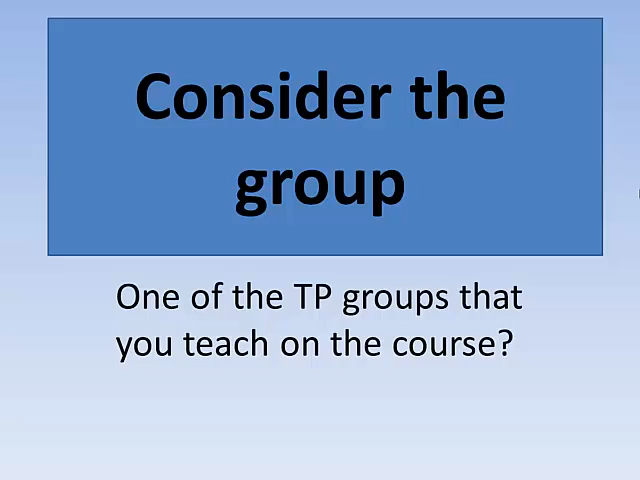 Consider the
group
One of the TP groups that
you teach on the course?